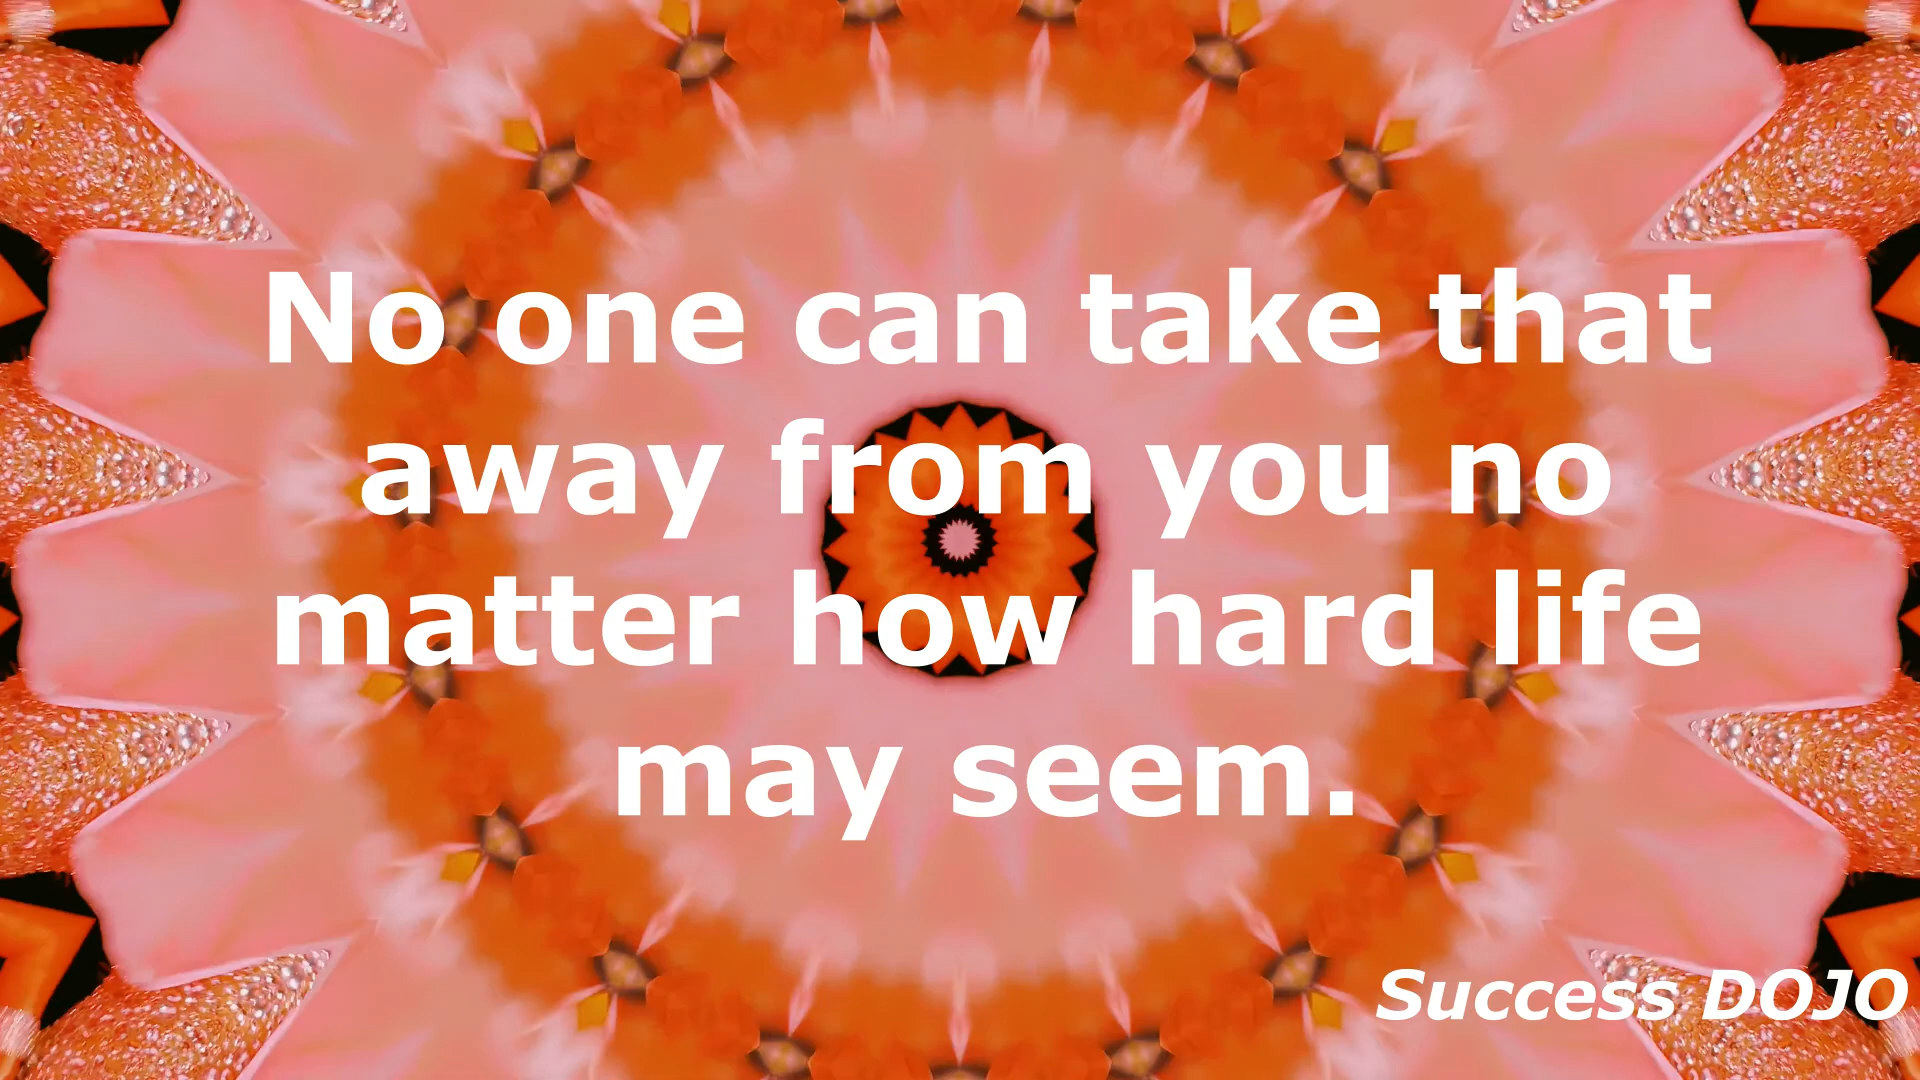 No one can take that
away from you no
matter how hard life
may seem.
Success DOJO